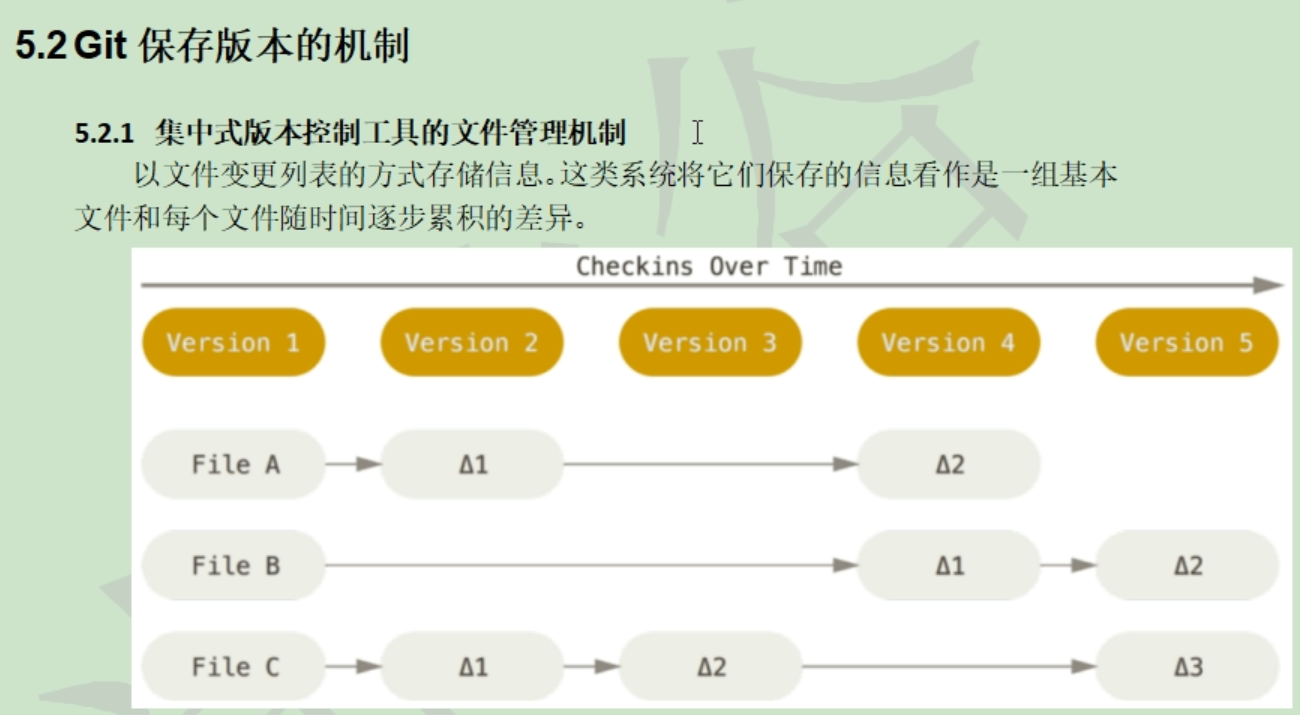 5.2 Git 保存版本的机制
5.2.1 集中式版本控制工具的文件管理机制
以文件变更列表的方式存储信息。这类系统将它们保存的信息看作是一组基本
文件和每个文件随时间逐步累积的差异。
Checkins Over Time
Version 1 Version 2 Version 3 Version 4 Version 5
File A Δ1 Δ2
File B Δ1 Δ2
File C Δ1 Δ2 Δ3